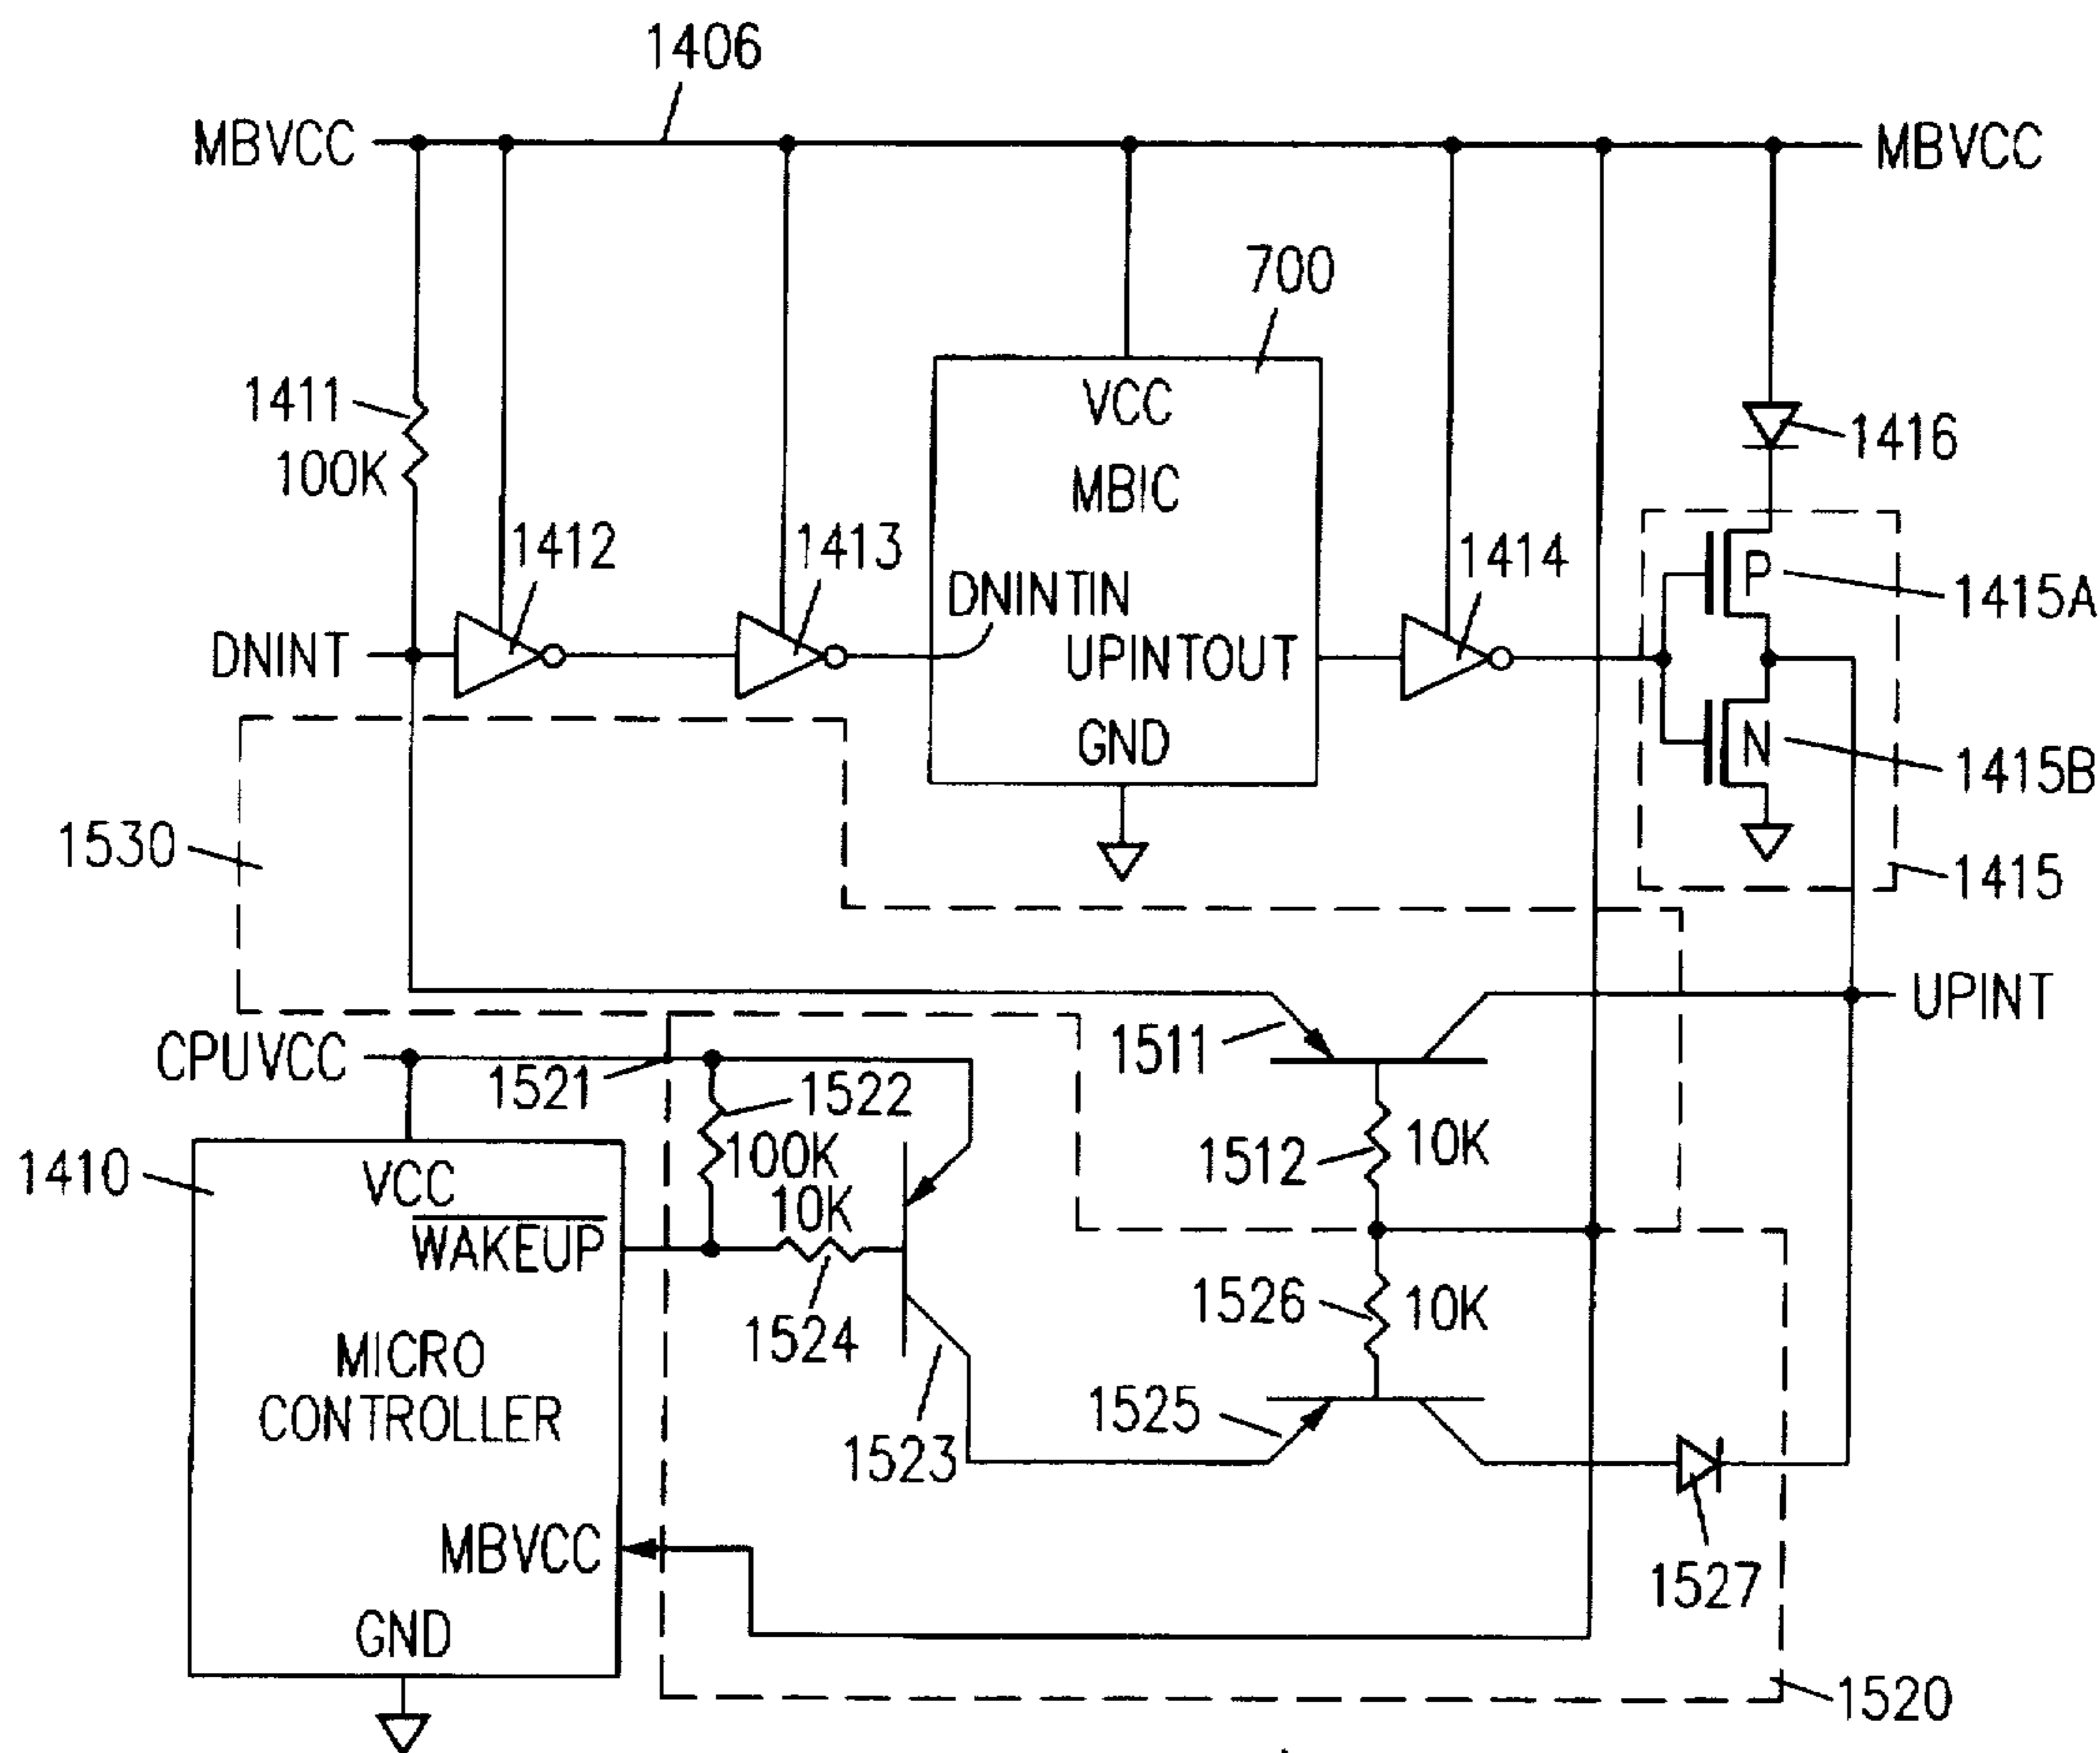 1406
MBVCC
MBVCC
700
1411
100K
VCC
MBIC
1416
1412
1413
1414
DNINTIN
P
1415A
DNINT
UPINTOUT
GND
N
1415B
1530
1415
UPINT
CPUVCC
1521
1522
1511
100K
1512
10K
1410
VCC
10K
WAKEUP
1526
10K
1524
MICRO
CONTROLLER
1525
1523
MBVCC
1527
GND
1520